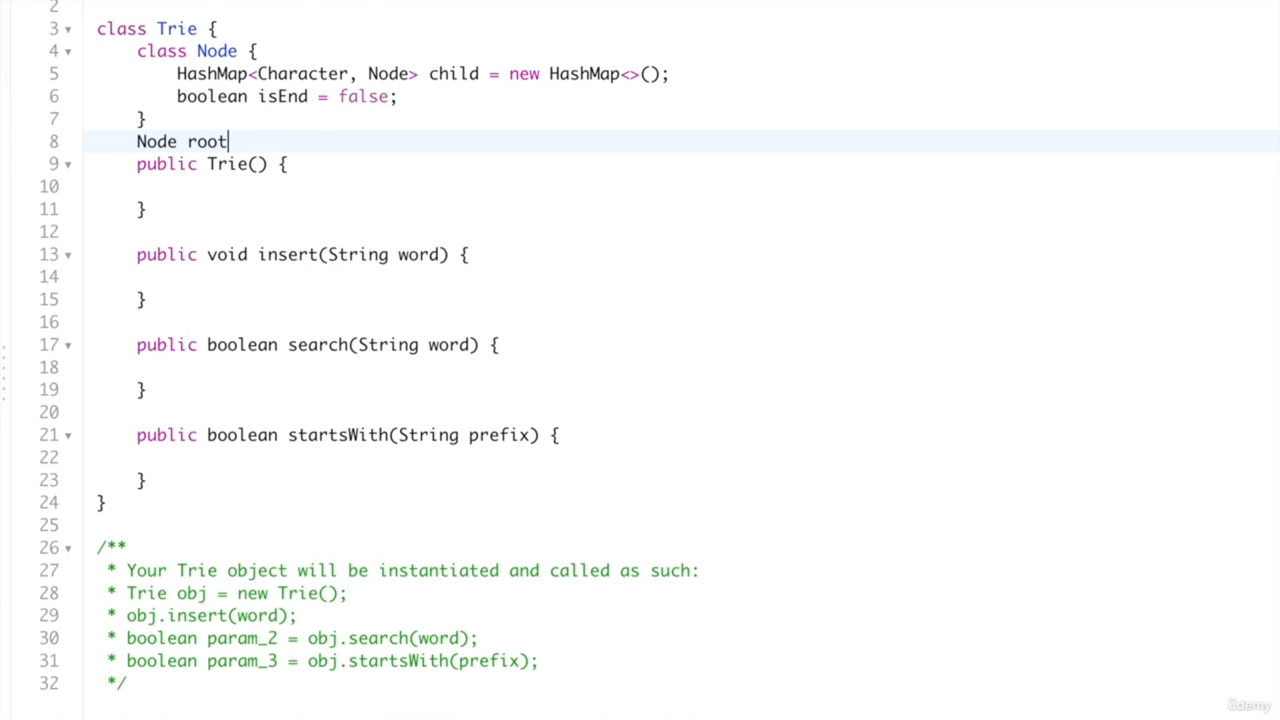 2
3 class Trie {
4 class Node {
5 HashMap<Character, Node> child = new HashMap<>();
6 boolean isEnd = false;
7 }
8 Node root
9 public Trie() {
10
11 }
12
13 public void insert(String word) {
14
15 }
16
17 public boolean search(String word) {
18
19 }
20
21 public boolean startsWith(String prefix) {
22
23 }
24 }
25
26 /**
27 * Your Trie object will be instantiated and called as such:
28 * Trie obj = new Trie();
29 * obj.insert(word);
30 * boolean param_2 = obj.search(word);
31 * boolean param_3 = obj.startsWith(prefix);
32 */
ûdemy